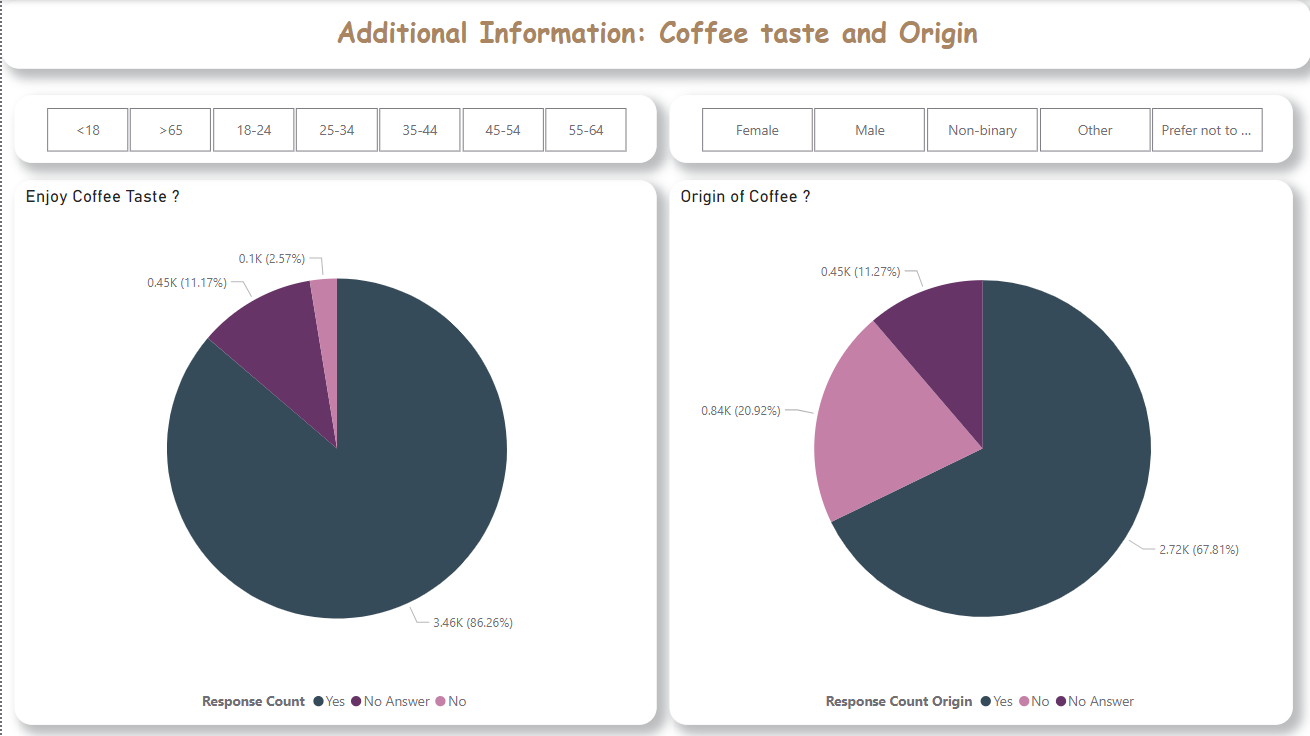 Additional Information: Coffee taste and Origin
<18 >65 18-24 25-34 35-44 45-54 55-64
Female Male Non-binary Other Prefer not to ...
Enjoy Coffee Taste ?
0.1K (2.57%)
0.45K (11.17%)
3.46K (86.26%)
Response Count Yes No Answer No
Origin of Coffee ?
0.45K (11.27%)
0.84K (20.92%)
2.72K (67.81%)
Response Count Origin Yes No No Answer